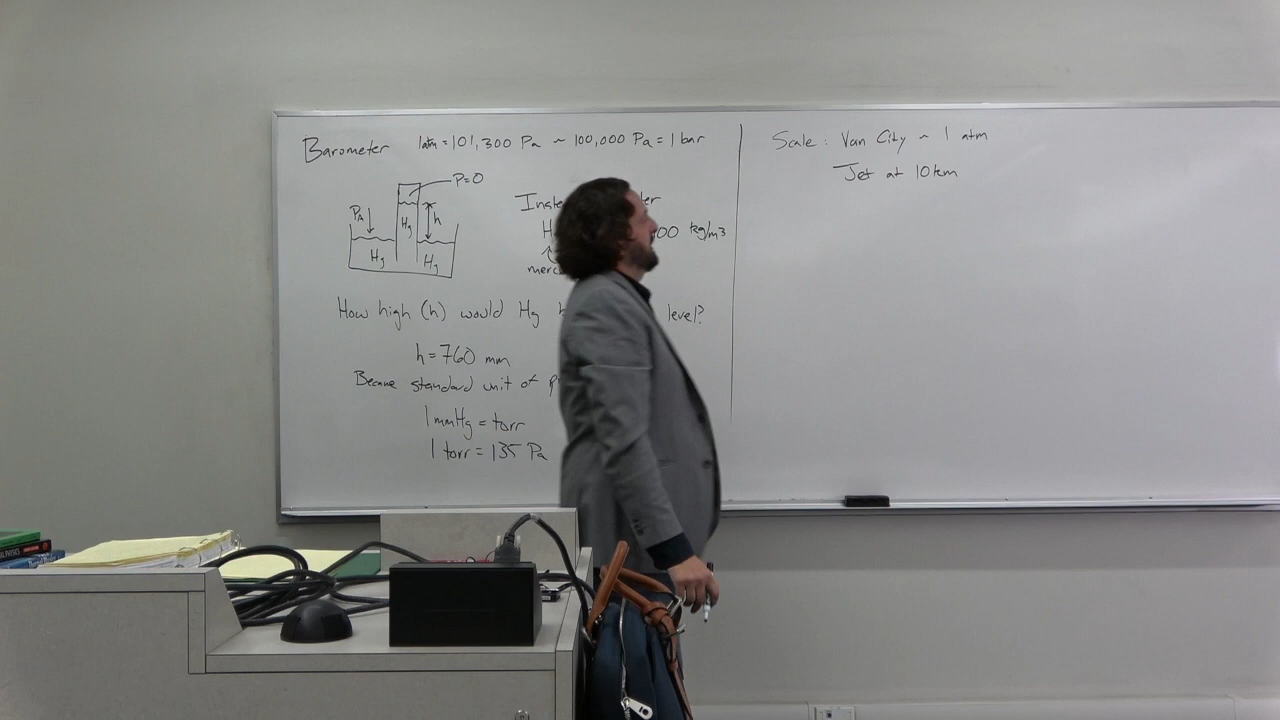 Barometer 1atm = 101,300 Pa ~ 100,000 Pa = 1 bar
P=0
PA
h
Hg
Hg
Hg
00 kg/m3
How high (h) would Hg level?
h = 760 mm
Became standard unit of
1 mmHg = torr
1 torr = 135 Pa
Scale: Van City ~ 1 atm
Jet at 10 km